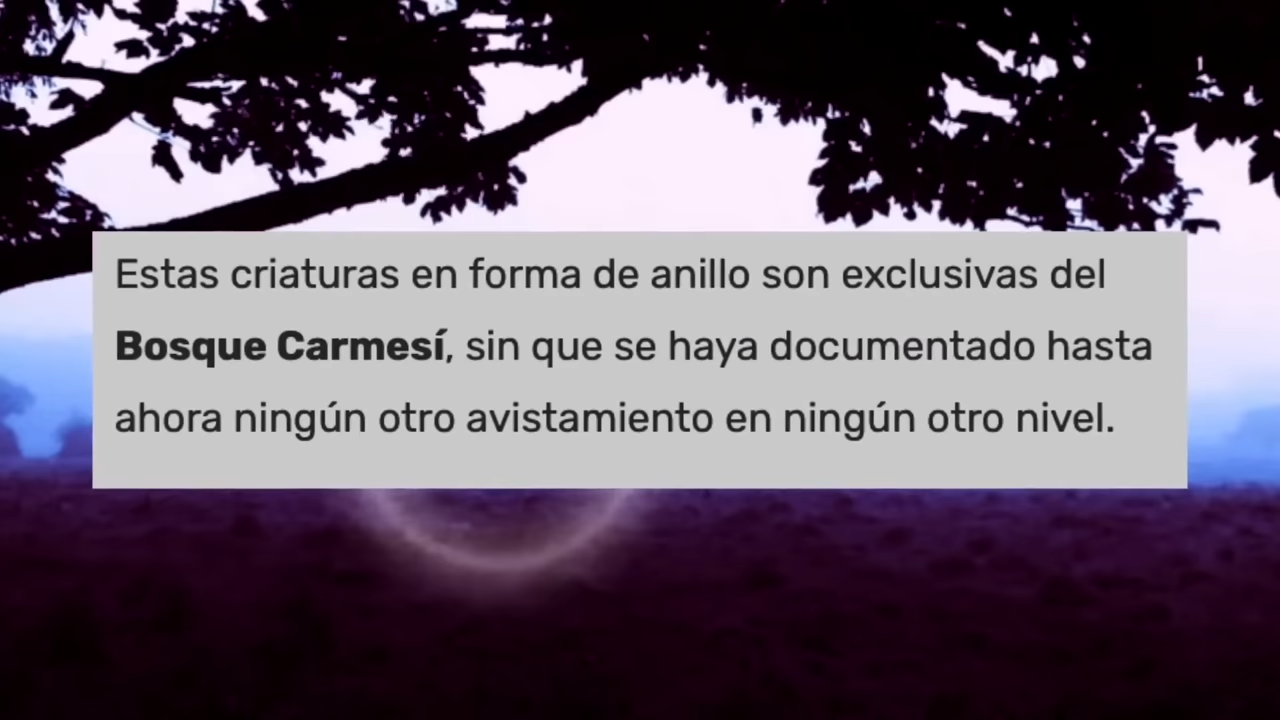 Estas criaturas en forma de anillo son exclusivas del
Bosque Carmesí, sin que se haya documentado hasta
ahora ningún otro avistamiento en ningún otro nivel.